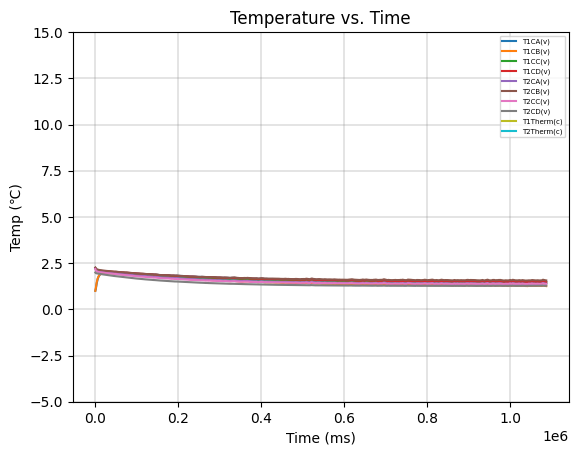 Temperature vs. Time
15.0
12.5
10.0
7.5
5.0
2.5
0.0
−2.5
−5.0
Temp (℃)
T1CA(v)
T1CB(v)
T1CC(v)
T1CD(v)
T2CA(v)
T2CB(v)
T2CC(v)
T2CD(v)
T1Therm(c)
T2Therm(c)
0.0 0.2 0.4 0.6 0.8 1.0
1e6
Time (ms)